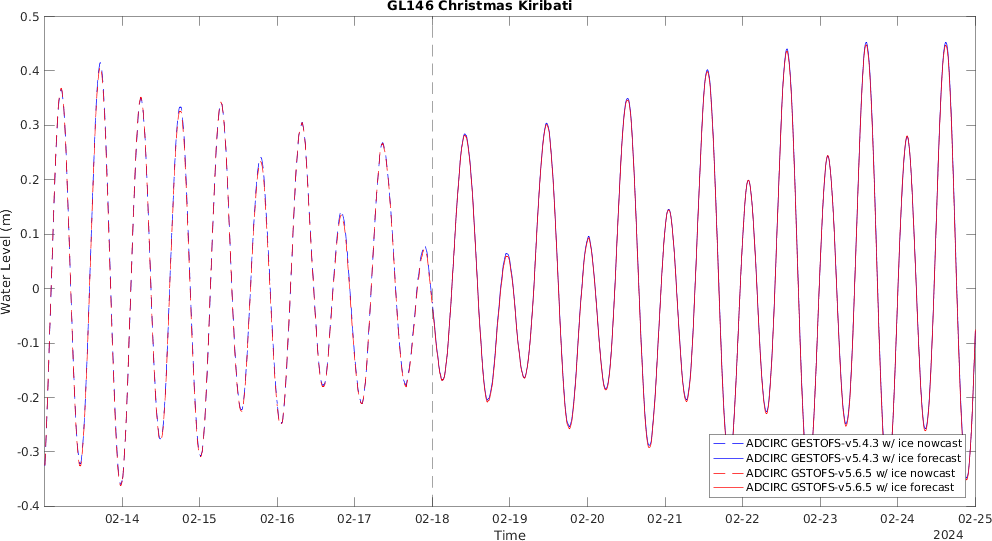 GL146 Christmas Kiribati
0.5
0.4
0.3
0.2
0.1
0
-0.1
-0.2
-0.3
-0.4
Water Level (m)
02-14 02-15 02-16 02-17 02-18 02-19 02-20 02-21 02-22 02-23 02-24 02-25
Time
2024
ADCIRC GESTOFS-v5.4.3 w/ ice nowcast
ADCIRC GESTOFS-v5.4.3 w/ ice forecast
ADCIRC GSTOFS-v5.6.5 w/ ice nowcast
ADCIRC GSTOFS-v5.6.5 w/ ice forecast